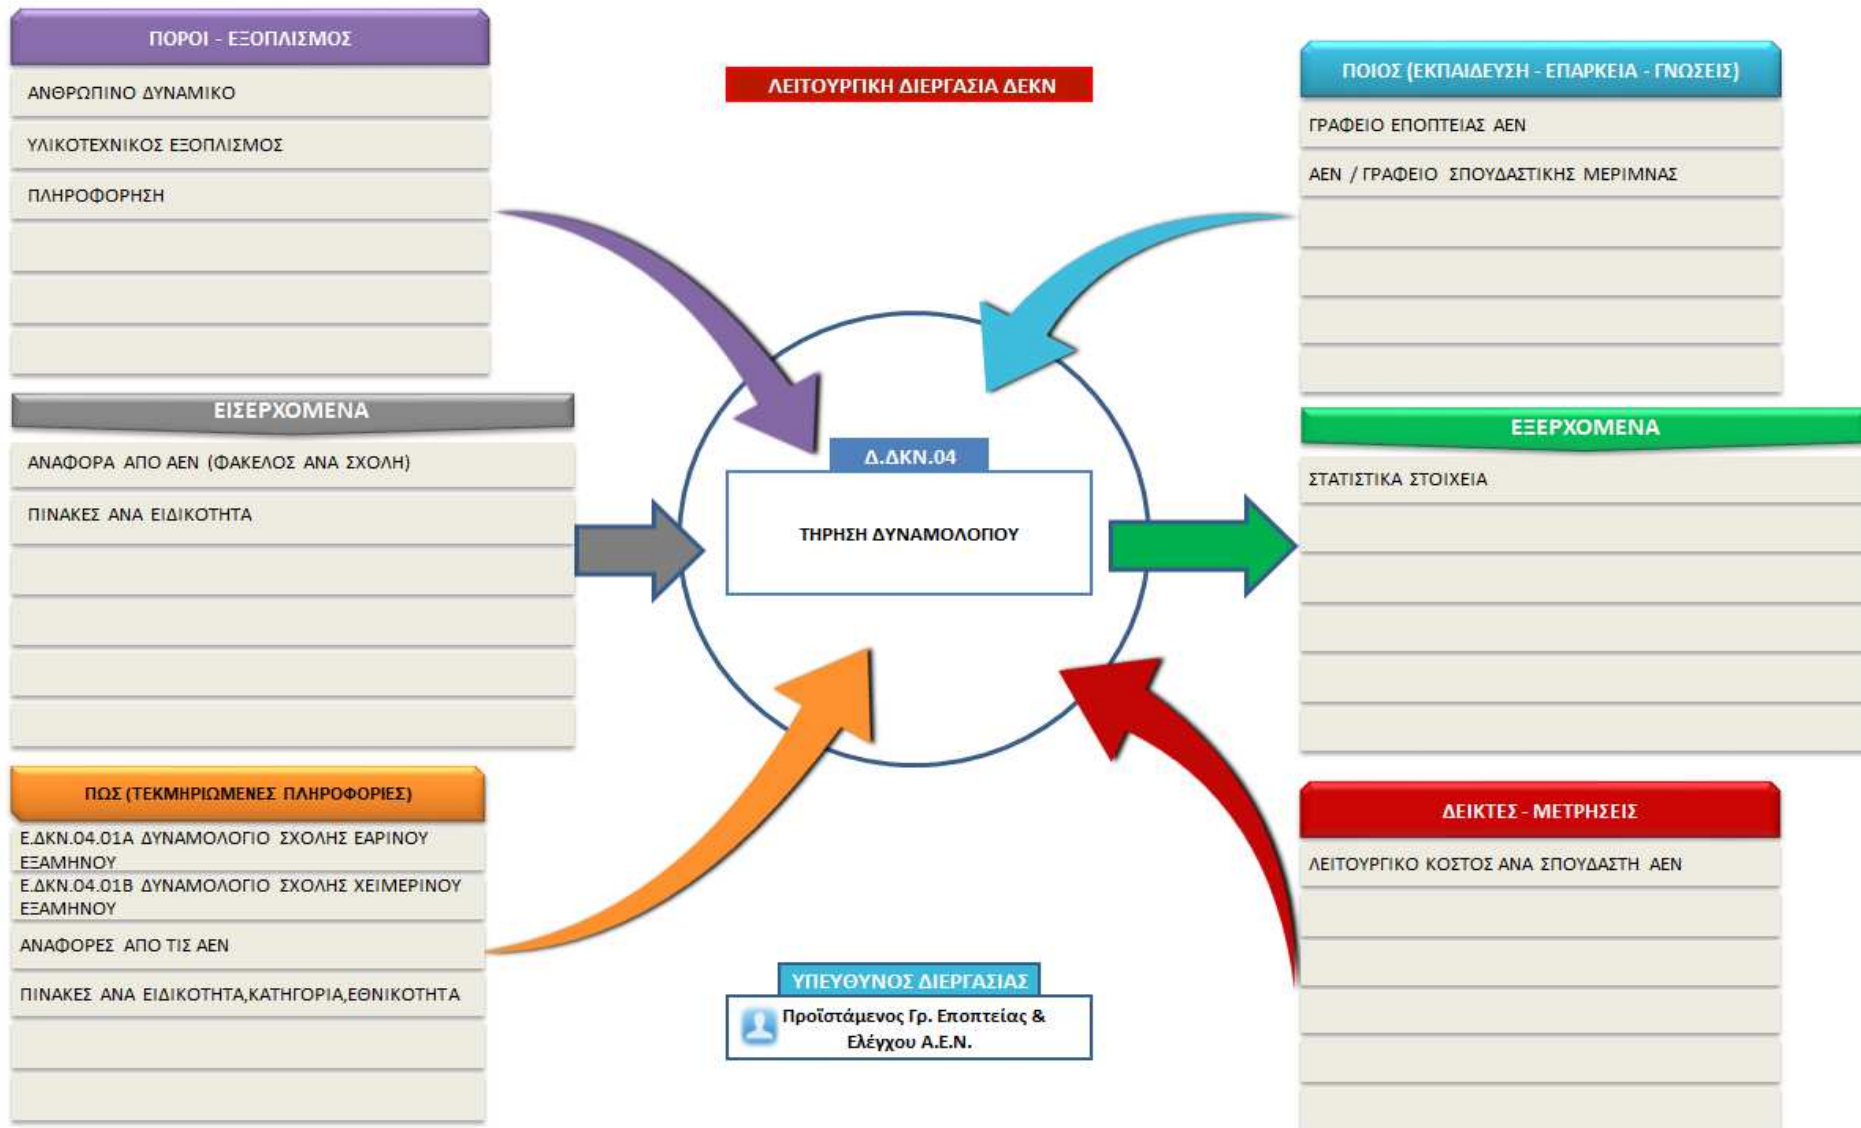 ΠΟΡΟΙ - ΕΞΟΠΛΙΣΜΟΣ
ΑΝΘΡΩΠΙΝΟ ΔΥΝΑΜΙΚΟ
ΥΛΙΚΟΤΕΧΝΙΚΟΣ ΕΞΟΠΛΙΣΜΟΣ
ΠΛΗΡΟΦΟΡΗΣΗ
ΛΕΙΤΟΥΡΓΙΚΗ ΔΙΕΡΓΑΣΙΑ ΔΕΚΝ
ΠΟΙΟΣ (ΕΚΠΑΙΔΕΥΣΗ - ΕΠΑΡΚΕΙΑ - ΓΝΩΣΕΙΣ)
ΓΡΑΦΕΙΟ ΕΠΟΠΤΕΙΑΣ ΑΕΝ
ΑΕΝ / ΓΡΑΦΕΙΟ ΣΠΟΥΔΑΣΤΙΚΗΣ ΜΕΡΙΜΝΑΣ
ΕΙΣΕΡΧΟΜΕΝΑ
ΑΝΑΦΟΡΑ ΑΠΟ ΑΕΝ (ΦΑΚΕΛΟΣ ΑΝΑ ΣΧΟΛΗ)
ΠΙΝΑΚΕΣ ΑΝΑ ΕΙΔΙΚΟΤΗΤΑ
Δ.ΔΚΝ.04
ΤΗΡΗΣΗ ΔΥΝΑΜΟΛΟΓΙΟΥ
ΕΞΕΡΧΟΜΕΝΑ
ΣΤΑΤΙΣΤΙΚΑ ΣΤΟΙΧΕΙΑ
ΠΩΣ (ΤΕΚΜΗΡΙΩΜΕΝΕΣ ΠΛΗΡΟΦΟΡΙΕΣ)
Ε.ΔΚΝ.04.01Α ΔΥΝΑΜΟΛΟΓΙΟ ΣΧΟΛΗΣ ΕΑΡΙΝΟΥ
ΕΞΑΜΗΝΟΥ
Ε.ΔΚΝ.04.01Β ΔΥΝΑΜΟΛΟΓΙΟ ΣΧΟΛΗΣ ΧΕΙΜΕΡΙΝΟΥ
ΕΞΑΜΗΝΟΥ
ΑΝΑΦΟΡΕΣ ΑΠΟ ΤΙΣ ΑΕΝ
ΠΙΝΑΚΕΣ ΑΝΑ ΕΙΔΙΚΟΤΗΤΑ,ΚΑΤΗΓΟΡΙΑ,ΕΘΝΙΚΟΤΗΤΑ
ΥΠΕΥΘΥΝΟΣ ΔΙΕΡΓΑΣΙΑΣ
Προϊστάμενος Γρ. Εποπτείας &
Ελέγχου Α.Ε.Ν.
ΔΕΙΚΤΕΣ - ΜΕΤΡΗΣΕΙΣ
ΛΕΙΤΟΥΡΓΙΚΟ ΚΟΣΤΟΣ ΑΝΑ ΣΠΟΥΔΑΣΤΗ ΑΕΝ